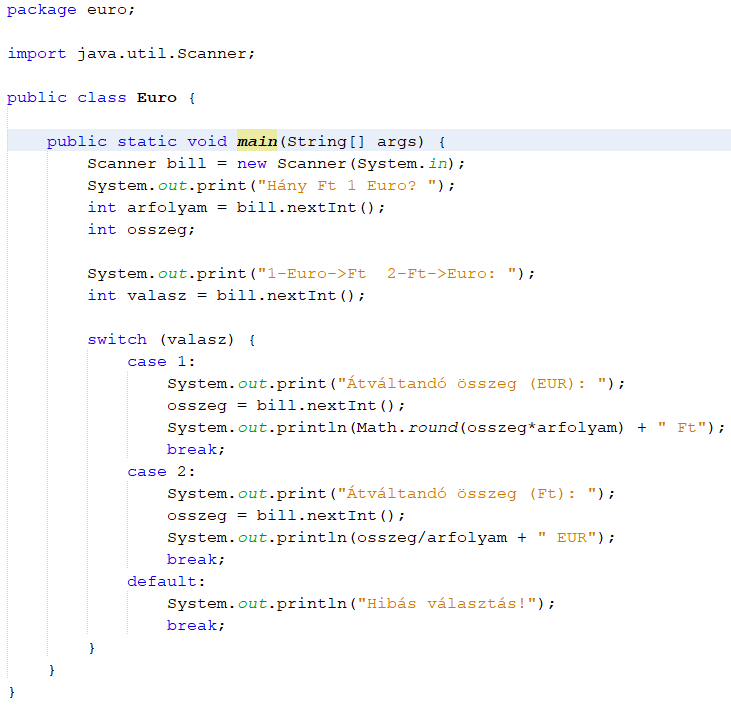 package euro;
import java.util.Scanner;
public class Euro {
public static void main(String[] args) {
Scanner bill = new Scanner(System.in);
System.out.print("Hány Ft 1 Euro? ");
int arfolyam = bill.nextInt();
int osszeg;
System.out.print("1-Euro->Ft  2-Ft->Euro: ");
int valasz = bill.nextInt();
switch (valasz) {
case 1:
System.out.print("Átváltandó összeg (EUR): ");
osszeg = bill.nextInt();
System.out.println(Math.round(osszeg*arfolyam) + " Ft");
break;
case 2:
System.out.print("Átváltandó összeg (Ft): ");
osszeg = bill.nextInt();
System.out.println(osszeg/arfolyam + " EUR");
break;
default:
System.out.println("Hibás választás!");
break;
}
}
}